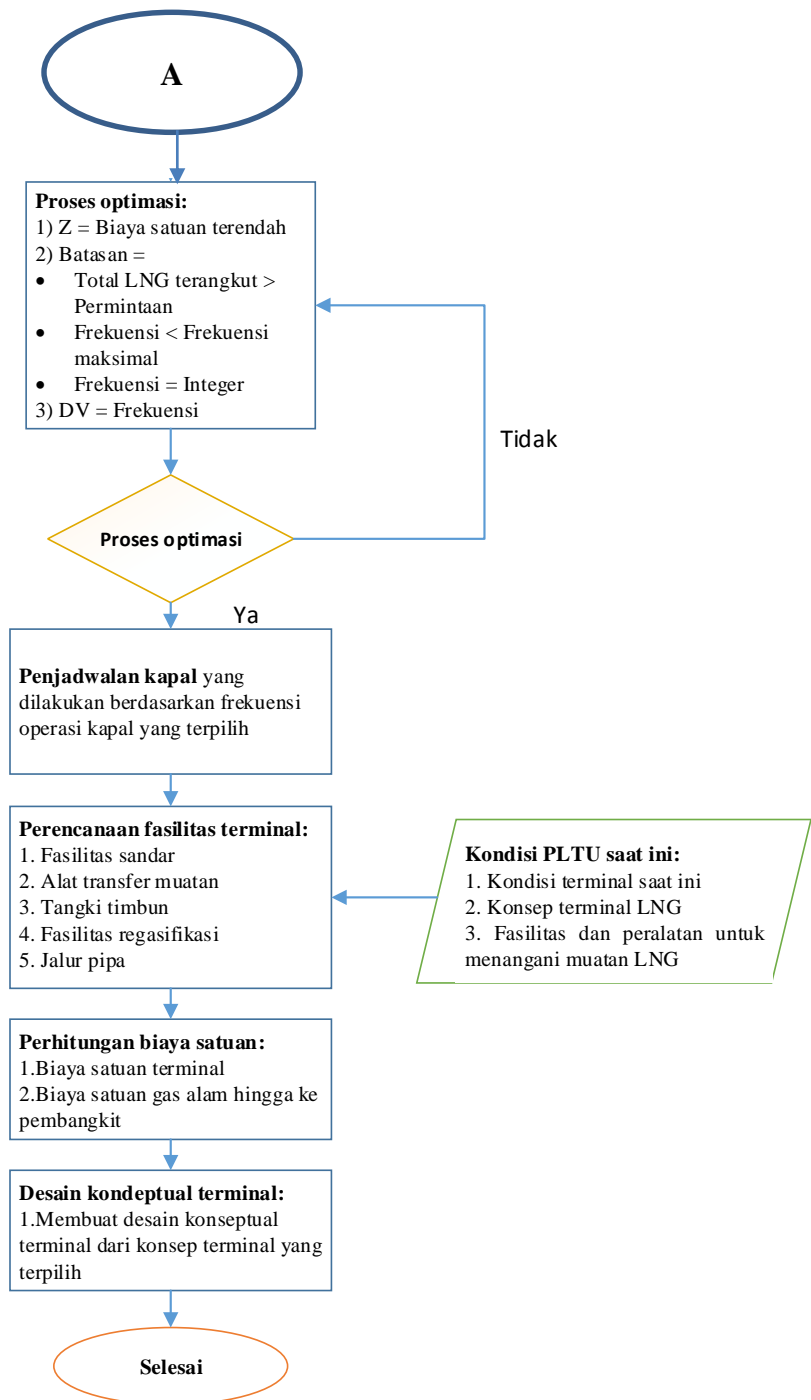 A
Proses optimasi:
1) Z = Biaya satuan terendah
2) Batasan =
• Total LNG terangkut >
Permintaan
• Frekuensi < Frekuensi
maksimal
• Frekuensi = Integer
3) DV = Frekuensi
Tidak
Proses optimasi
Ya
Penjadwalan kapal yang
dilakukan berdasarkan frekuensi
operasi kapal yang terpilih
Perencanaan fasilitas terminal:
1. Fasilitas sandar
2. Alat transfer muatan
3. Tangki timbun
4. Fasilitas regasifikasi
5. Jalur pipa
Kondisi PLTU saat ini:
1. Kondisi terminal saat ini
2. Konsep terminal LNG
3. Fasilitas dan peralatan untuk
menangani muatan LNG
Perhitungan biaya satuan:
1.Biaya satuan terminal
2.Biaya satuan gas alam hingga ke
pembangkit
Desain kondeptual terminal:
1.Membuat desain konseptual
terminal dari konsep terminal yang
terpilih
Selesai